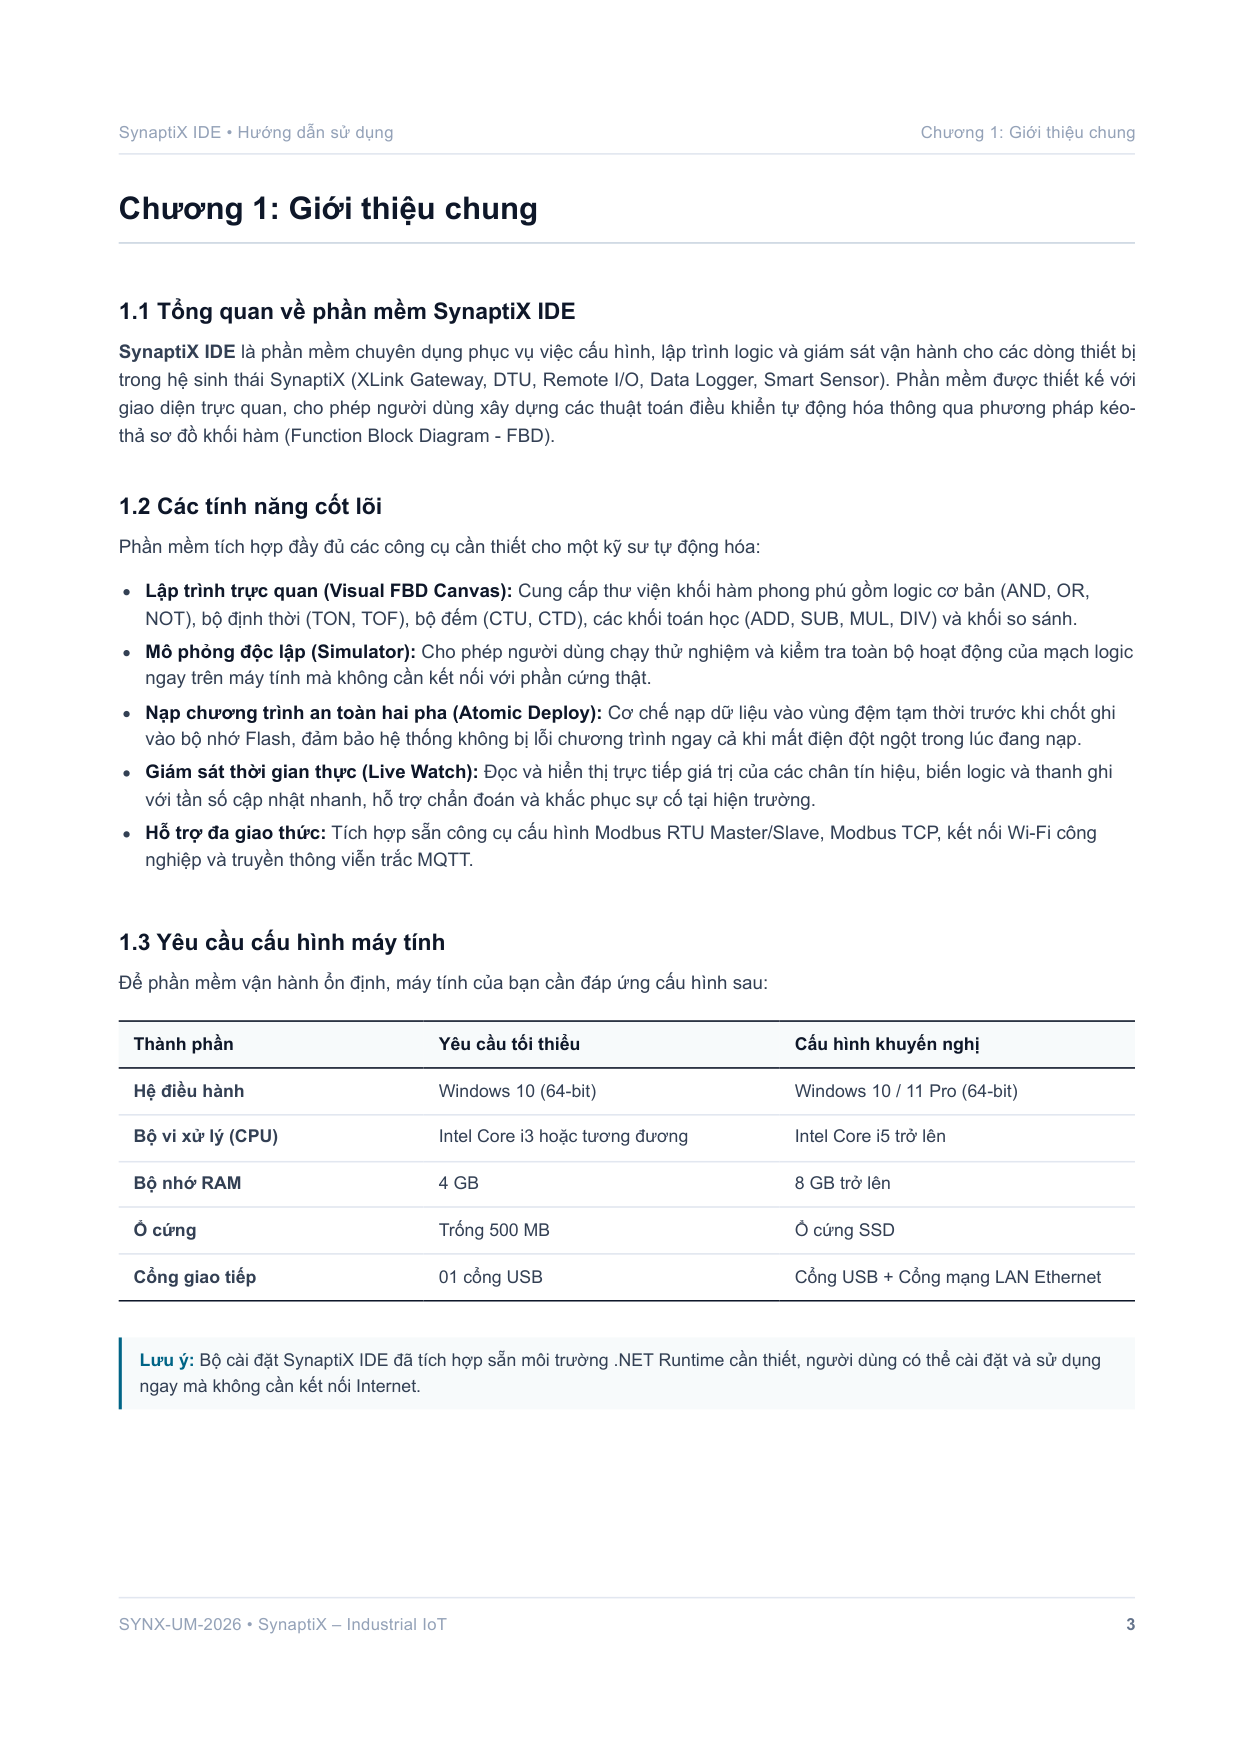 SynaptiX IDE • Hướng dẫn sử dụng
Chương 1: Giới thiệu chung
Chương 1: Giới thiệu chung
1.1 Tổng quan về phần mềm SynaptiX IDE
SynaptiX IDE là phần mềm chuyên dụng phục vụ việc cấu hình, lập trình logic và giám sát vận hành cho các dòng thiết bị
trong hệ sinh thái SynaptiX (XLink Gateway, DTU, Remote I/O, Data Logger, Smart Sensor). Phần mềm được thiết kế với
giao diện trực quan, cho phép người dùng xây dựng các thuật toán điều khiển tự động hóa thông qua phương pháp kéo-
thả sơ đồ khối hàm (Function Block Diagram - FBD).
1.2 Các tính năng cốt lõi
Phần mềm tích hợp đầy đủ các công cụ cần thiết cho một kỹ sư tự động hóa:
• Lập trình trực quan (Visual FBD Canvas): Cung cấp thư viện khối hàm phong phú gồm logic cơ bản (AND, OR,
NOT), bộ định thời (TON, TOF), bộ đếm (CTU, CTD), các khối toán học (ADD, SUB, MUL, DIV) và khối so sánh.
• Mô phỏng độc lập (Simulator): Cho phép người dùng chạy thử nghiệm và kiểm tra toàn bộ hoạt động của mạch logic
ngay trên máy tính mà không cần kết nối với phần cứng thật.
• Nạp chương trình an toàn hai pha (Atomic Deploy): Cơ chế nạp dữ liệu vào vùng đệm tạm thời trước khi chốt ghi
vào bộ nhớ Flash, đảm bảo hệ thống không bị lỗi chương trình ngay cả khi mất điện đột ngột trong lúc đang nạp.
• Giám sát thời gian thực (Live Watch): Đọc và hiển thị trực tiếp giá trị của các chân tín hiệu, biến logic và thanh ghi
với tần số cập nhật nhanh, hỗ trợ chẩn đoán và khắc phục sự cố tại hiện trường.
• Hỗ trợ đa giao thức: Tích hợp sẵn công cụ cấu hình Modbus RTU Master/Slave, Modbus TCP, kết nối Wi-Fi công
nghiệp và truyền thông viễn trắc MQTT.
1.3 Yêu cầu cấu hình máy tính
Để phần mềm vận hành ổn định, máy tính của bạn cần đáp ứng cấu hình sau:
Thành phần Yêu cầu tối thiểu Cấu hình khuyến nghị
Hệ điều hành Windows 10 (64-bit) Windows 10 / 11 Pro (64-bit)
Bộ vi xử lý (CPU) Intel Core i3 hoặc tương đương Intel Core i5 trở lên
Bộ nhớ RAM 4 GB 8 GB trở lên
Ổ cứng Trống 500 MB Ổ cứng SSD
Cổng giao tiếp 01 cổng USB Cổng USB + Cổng mạng LAN Ethernet
Lưu ý: Bộ cài đặt SynaptiX IDE đã tích hợp sẵn môi trường .NET Runtime cần thiết, người dùng có thể cài đặt và sử dụng
ngay mà không cần kết nối Internet.
SYNX-UM-2026 • SynaptiX – Industrial IoT
3